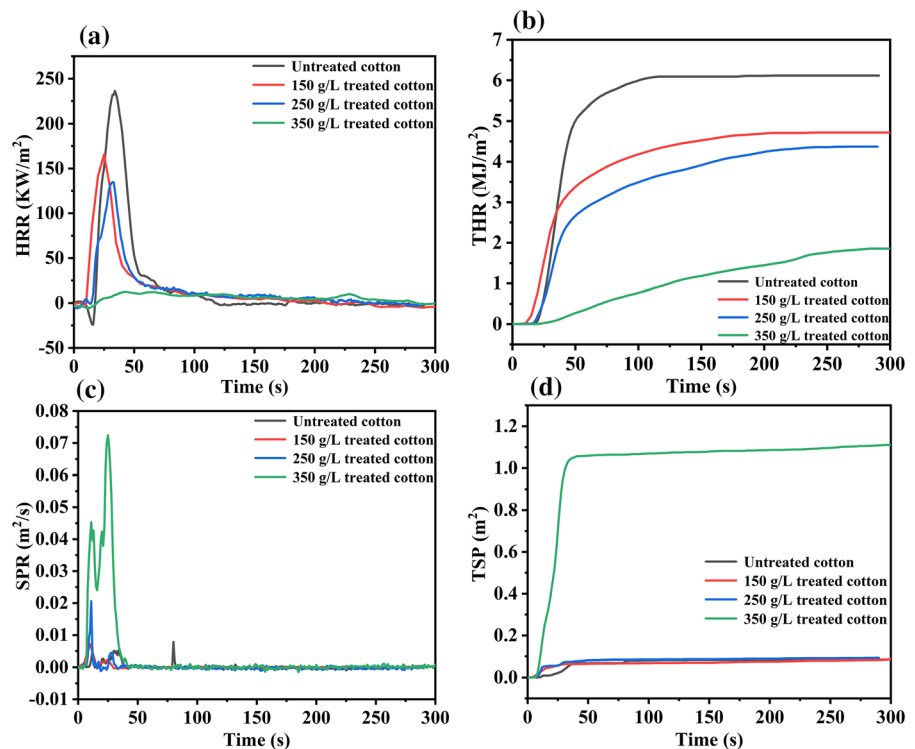 (a)
HRR (KW/m²)
250
200
150
100
50
0
-50
Untreated cotton
150 g/L treated cotton
250 g/L treated cotton
350 g/L treated cotton
0 50 100 150 200 250 300
Time (s)
(b)
THR (MJ/m²)
7
6
5
4
3
2
1
0
Untreated cotton
150 g/L treated cotton
250 g/L treated cotton
350 g/L treated cotton
0 50 100 150 200 250 300
Time (s)
(c)
SPR (m²/s)
0.08
0.07
0.06
0.05
0.04
0.03
0.02
0.01
0.00
-0.01
Untreated cotton
150 g/L treated cotton
250 g/L treated cotton
350 g/L treated cotton
0 50 100 150 200 250 300
Time (s)
(d)
TSP (m²)
1.2
1.0
0.8
0.6
0.4
0.2
0.0
Untreated cotton
150 g/L treated cotton
250 g/L treated cotton
350 g/L treated cotton
0 50 100 150 200 250 300
Time (s)